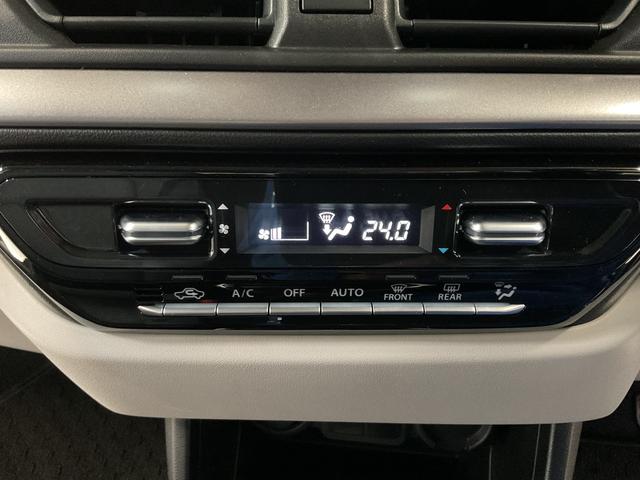 24.0
A/C OFF AUTO FRONT REAR